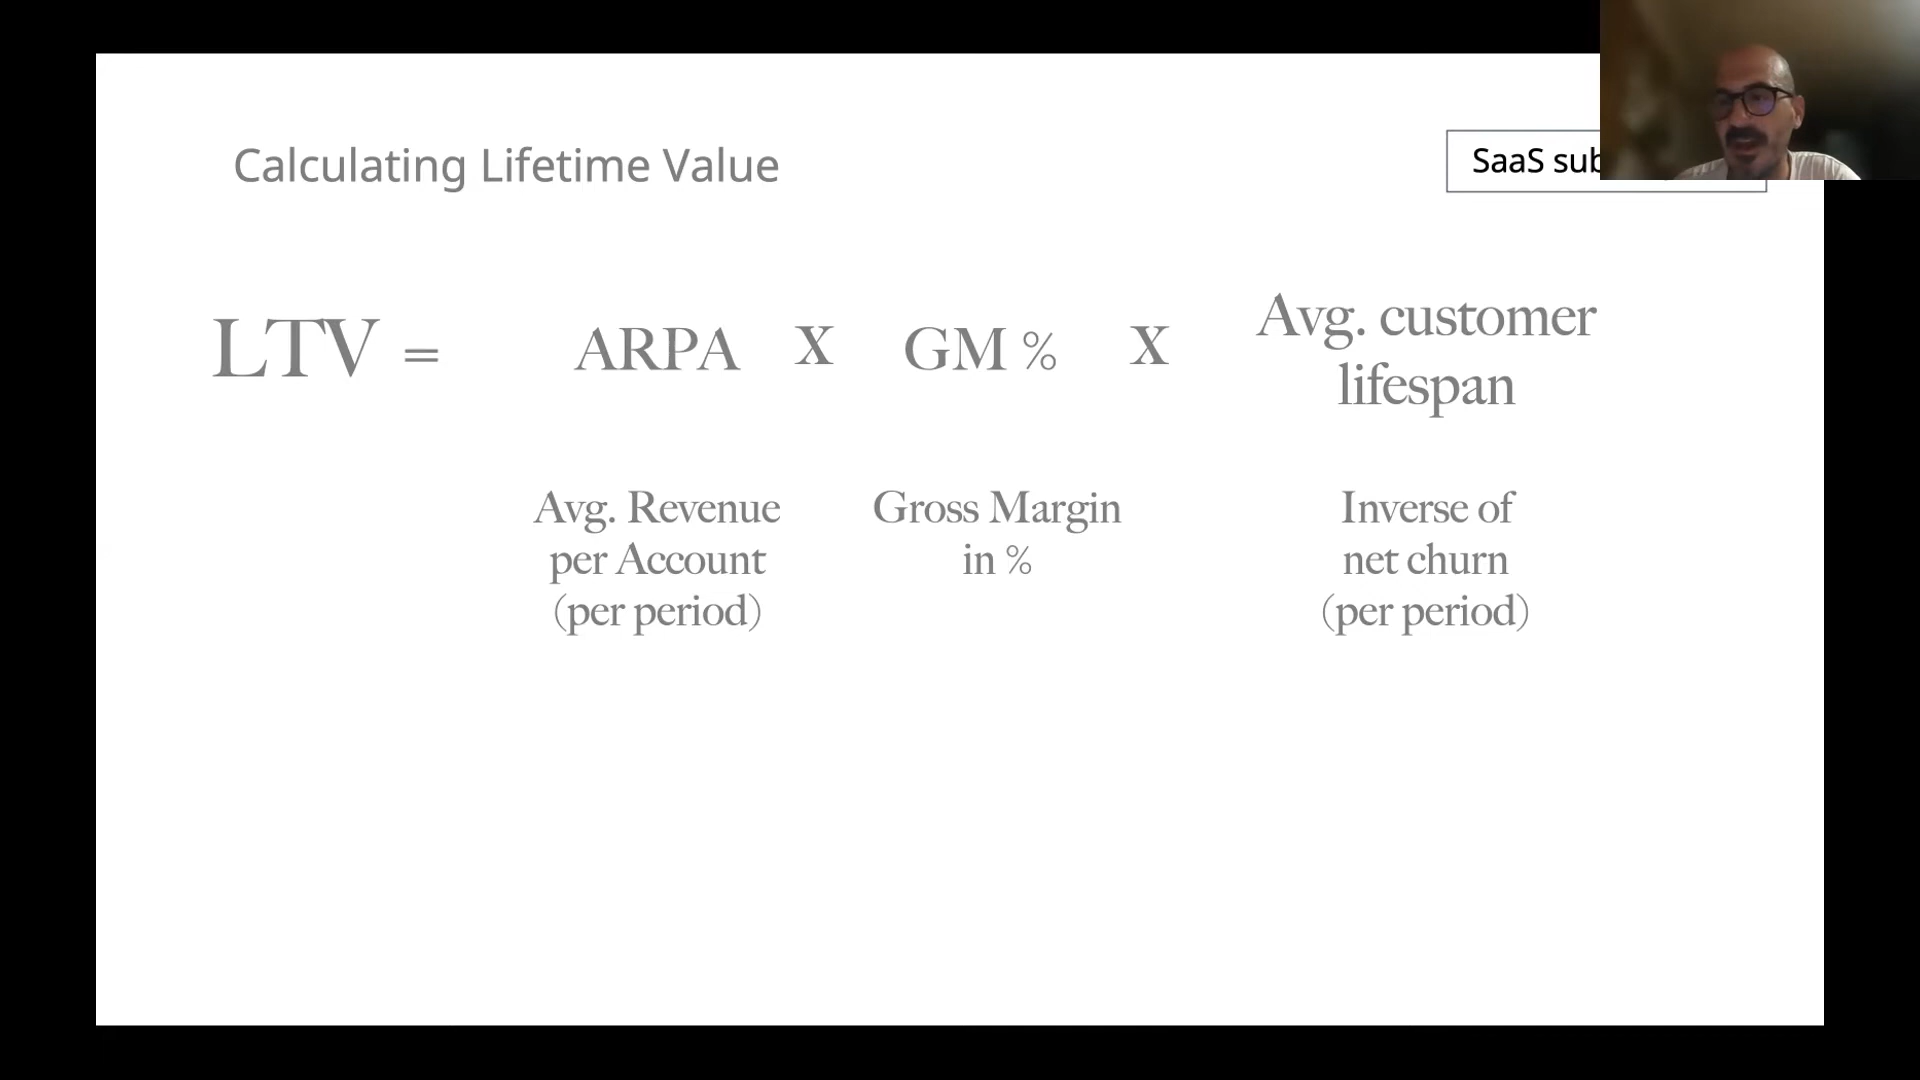 Calculating Lifetime Value
SaaS
LTV = ARPA X GM % X Avg. customer lifespan
Avg. Revenue per Account (per period)
Gross Margin in %
Inverse of net churn (per period)